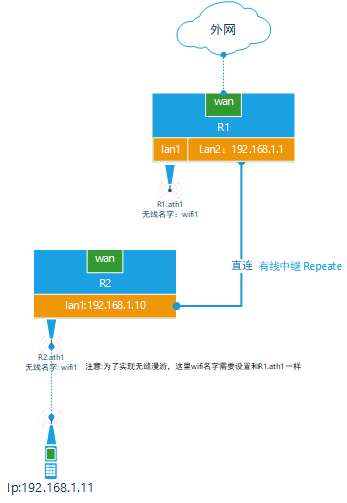 外网
wan
R1
lan1
Lan2：192.168.1.1
R1.ath1
无线名字：wifi1
直连
有线中继 Repeate
wan
R2
lan1:192.168.1.10
R2.ath1
无线名字: wifi1
注意:为了实现无缝漫游，这里wifi名字需要设置和R1.ath1一样
Ip:192.168.1.11